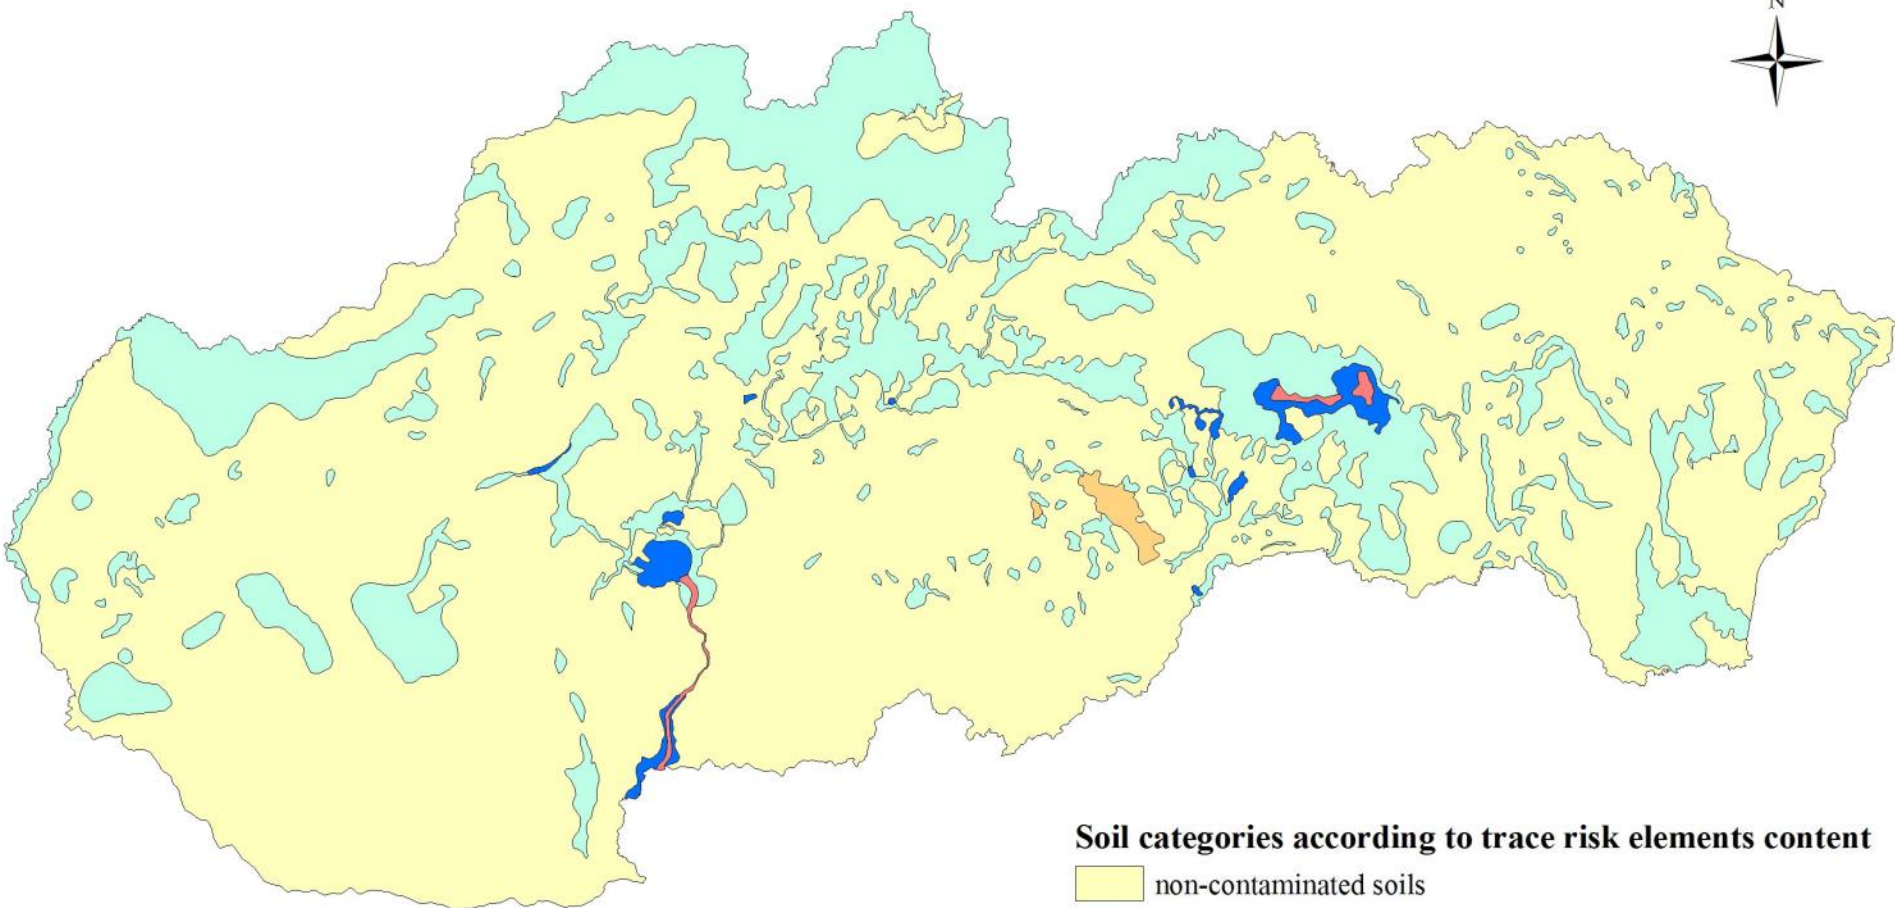 N
Soil categories according to trace risk elements content
non-contaminated soils